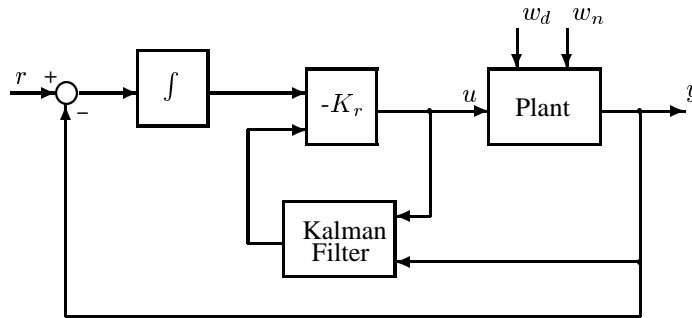 w_d
w_n
r
+
−
∫
-K_r
u
Plant
y
Kalman
Filter